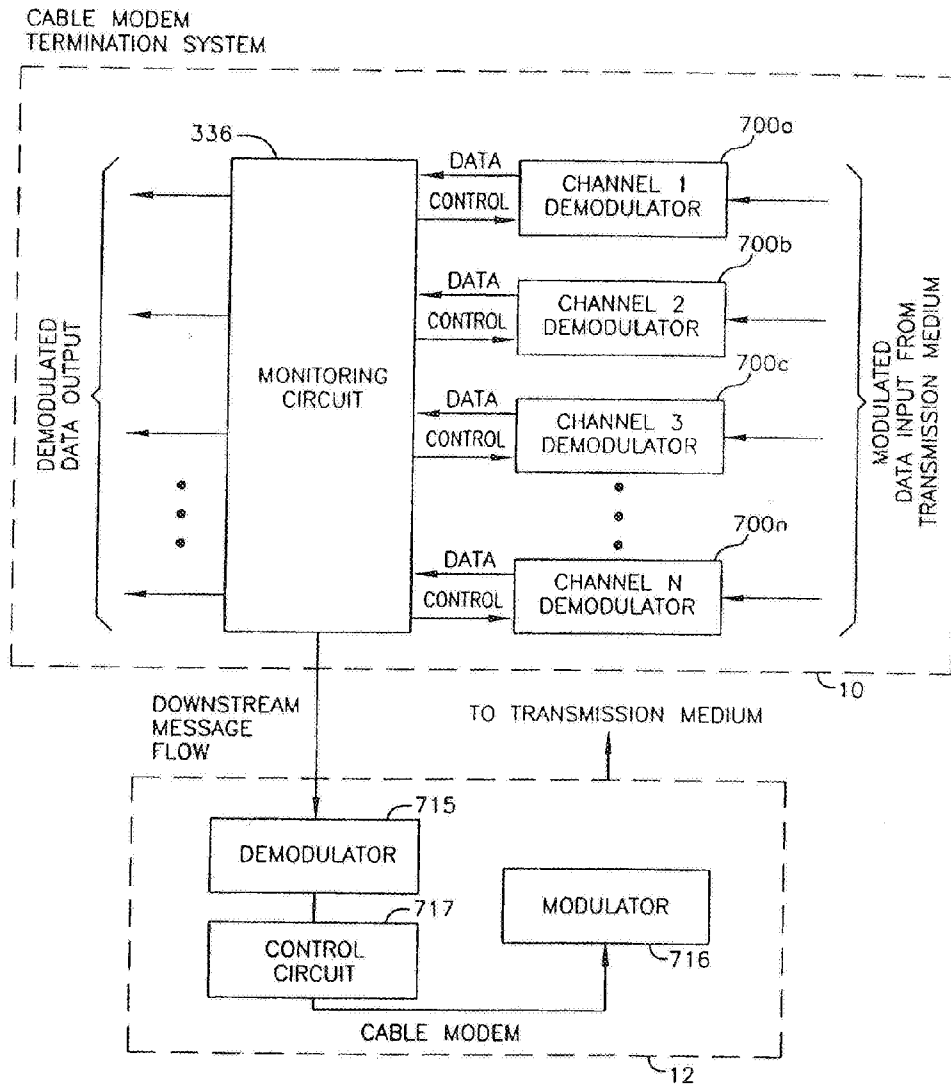 CABLE MODEM
TERMINATION SYSTEM
336
700a
DATA
CONTROL
CHANNEL 1
DEMODULATOR
700b
DATA
CONTROL
CHANNEL 2
DEMODULATOR
MONITORING
CIRCUIT
700c
DATA
CONTROL
CHANNEL 3
DEMODULATOR
700n
DATA
CONTROL
CHANNEL N
DEMODULATOR
DEMODULATED
DATA OUTPUT
MODULATED
DATA INPUT FROM
TRANSMISSION MEDIUM
10
DOWNSTREAM
MESSAGE
FLOW
TO TRANSMISSION MEDIUM
715
DEMODULATOR
717
CONTROL
CIRCUIT
MODULATOR
716
CABLE MODEM
12